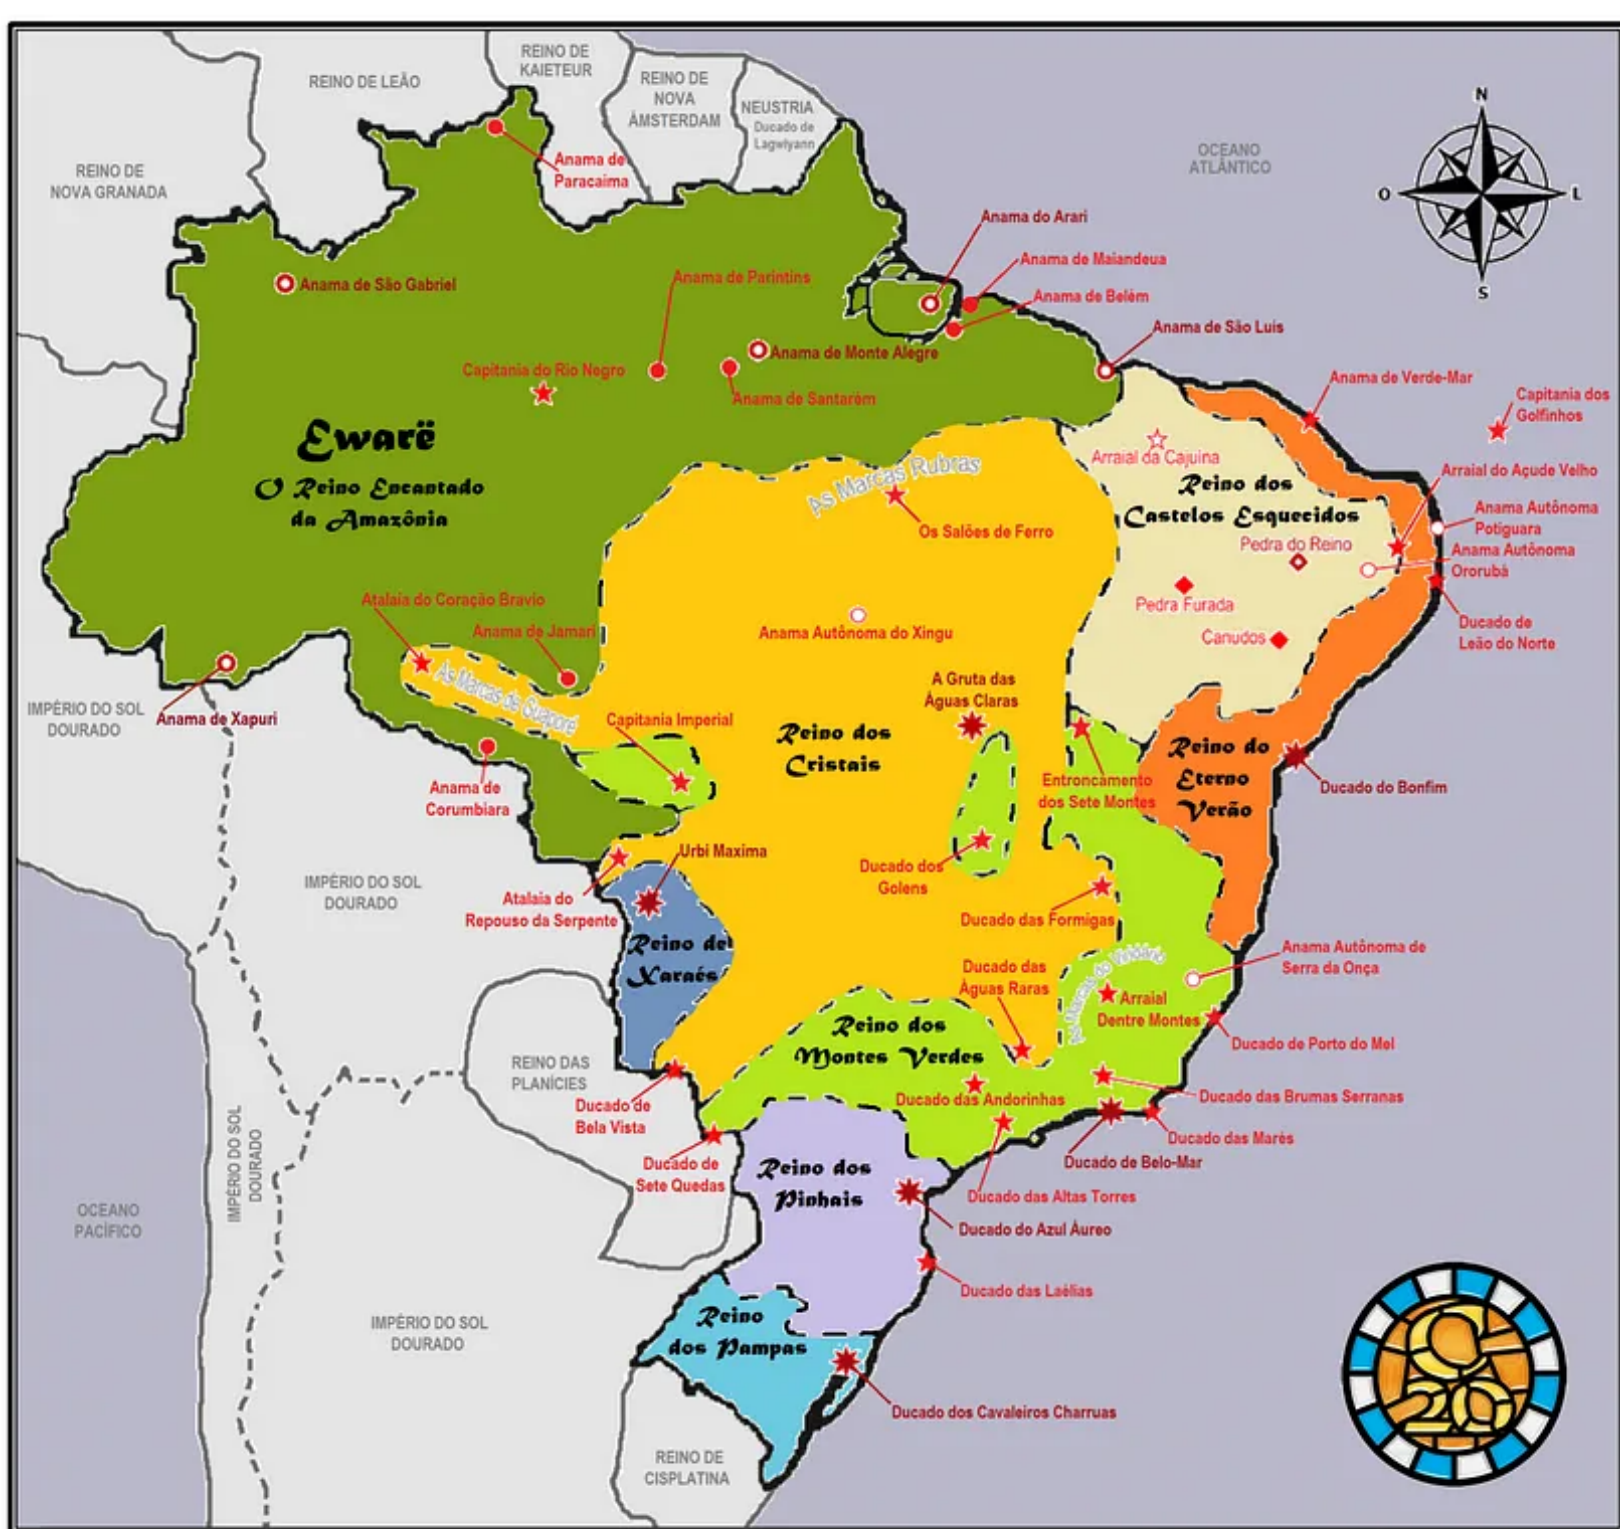 REINO DE
KAIETEUR
REINO DE LEÃO
REINO DE
NOVA
ÂMSTERDAM
NEUSTRIA
Ducado de
Lagwiyann
REINO DE
NOVA GRANADA
OCEANO
ATLÂNTICO
N
O
L
S
Anama de
Paracaima
Anama do Arari
Anama de Maiandeua
Anama de Belém
Anama de São Gabriel
Anama de Parintins
Anama de São Luis
Anama de Monte Alegre
Capitania do Rio Negro
Anama de Santarém
Anama de Verde-Mar
Capitania dos
Golfinhos
Ewarë
O Reino Encantado
da Amazônia
Arraial da Cajuina
As Marcas Rubras
Arraial do Açude Velho
Reino dos
Castelos Esquecidos
Os Salões de Ferro
Anama Autônoma
Potiguara
Pedra do Reino
Anama Autônoma
Ororubá
Pedra Furada
Canudos
Ducado de
Leão do Norte
Atalaia do Coração Bravio
Anama de Jamari
Anama Autônoma do Xingu
As Marcas de Guaporé
A Gruta das
Águas Claras
IMPÉRIO DO SOL
DOURADO
Anama de Xapuri
Capitania Imperial
Reino dos
Cristais
Reino do
Eterno
Verão
Entroncamento
dos Sete Montes
Ducado do Bonfim
Anama de
Corumbiara
Urbi Maxima
Ducado dos
Golens
IMPÉRIO DO SOL
DOURADO
Atalaia do
Repouso da Serpente
Ducado das Formigas
Reino de
Xaraés
Anama Autônoma de
Serra da Onça
As Marcas do Viridário
Ducado das
Águas Raras
Arraial
Dentre Montes
Reino dos
Montes Verdes
Ducado de Porto do Mel
REINO DAS
PLANÍCIES
Ducado de
Bela Vista
Ducado das Andorinhas
Ducado das Brumas Serranas
Ducado das Marés
IMPÉRIO DO SOL
DOURADO
Ducado de
Sete Quedas
Ducado de Belo-Mar
Reino dos
Pinhais
Ducado das Altas Torres
OCEANO
PACÍFICO
Ducado do Azul Áureo
Ducado das Laélias
Reino
dos Pampas
IMPÉRIO DO SOL
DOURADO
Ducado dos Cavaleiros Charruas
REINO DE
CISPLATINA
20